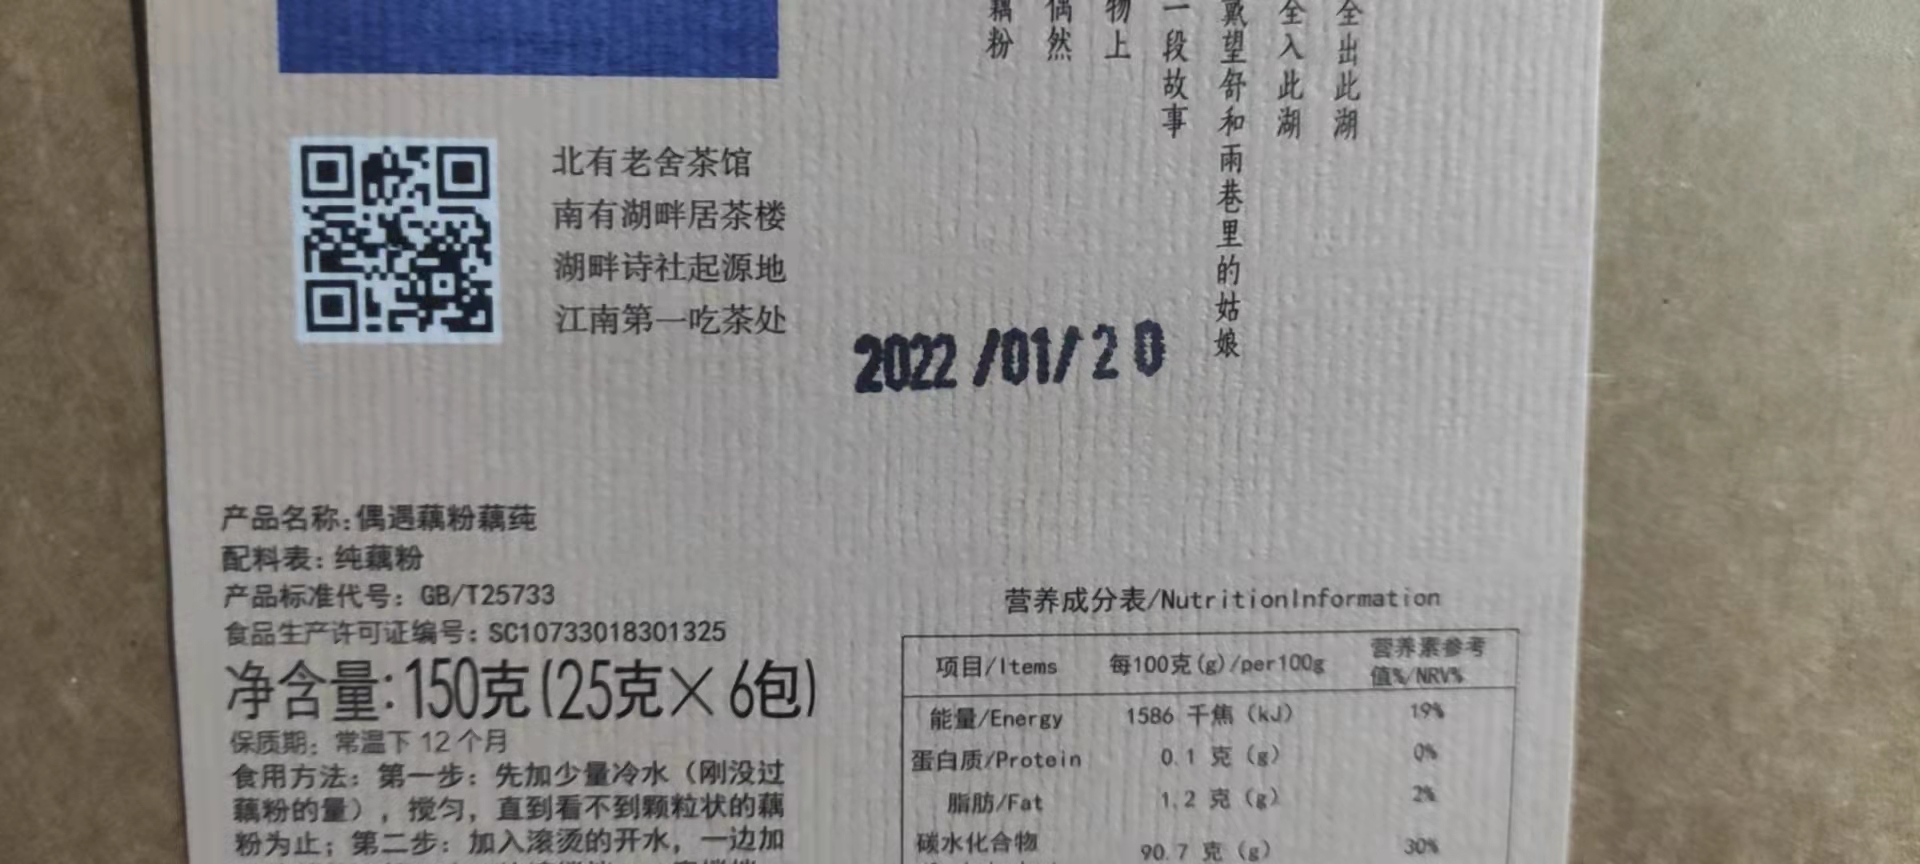 全出此湖
全入此湖
戴望舒和雨巷里的姑娘
一段故事
物上
偶然
藕粉
北有老舍茶馆
南有湖畔居茶楼
湖畔诗社起源地
江南第一吃茶处
2022/01/20
产品名称:偶遇藕粉藕莼
配料表:纯藕粉
产品标准代号:GB/T25733
食品生产许可证编号:SC10733018301325
净含量:150克(25克×6包)
保质期:常温下12个月
食用方法:第一步:先加少量冷水(刚没过
藕粉的量),搅匀,直到看不到颗粒状的藕
粉为止;第二步:加入滚烫的开水,一边加
营养成分表/NutritionInformation
项目/Items 每100克(g)/per100g 营养素参考值%/NRV%
能量/Energy 1586 千焦(kJ) 19%
蛋白质/Protein 0.1 克(g) 0%
脂肪/Fat 1.2 克(g) 2%
碳水化合物 90.7 克(g) 30%